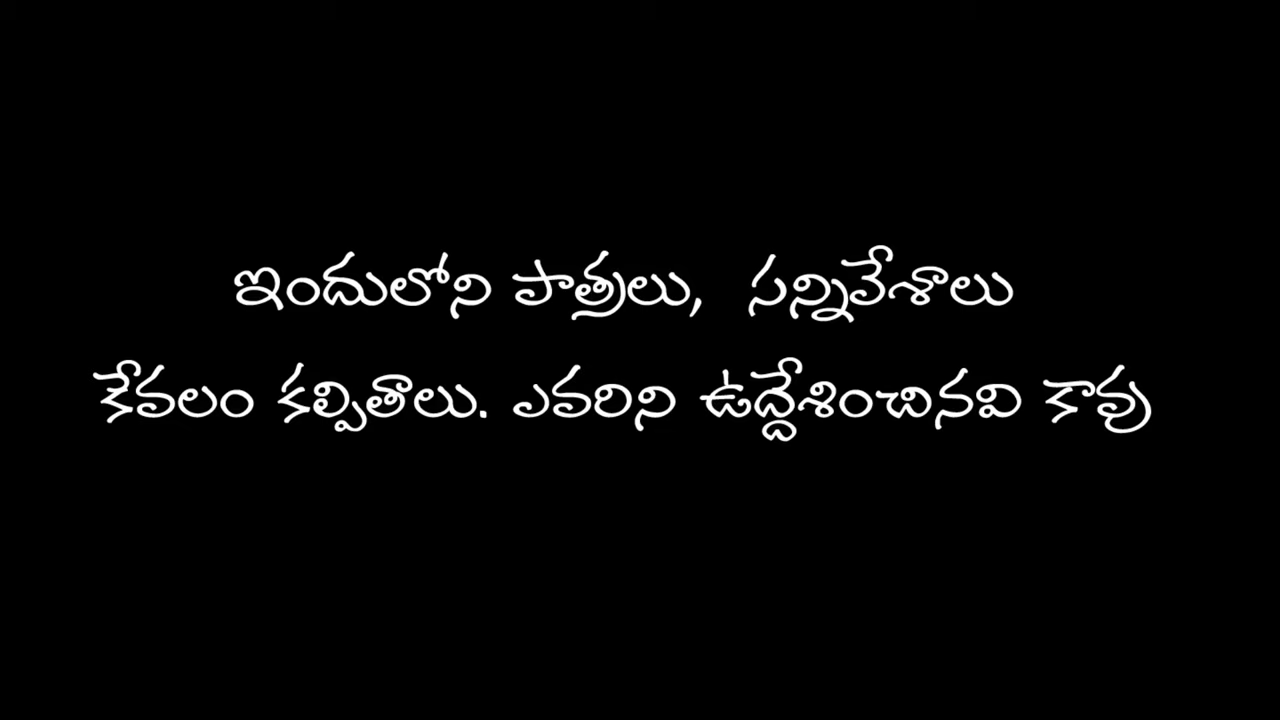 ఇందులోని పాత్రలు, సన్నివేశాలు
కేవలం కల్పితాలు. ఎవరిని ఉద్దేశించినవి కావు